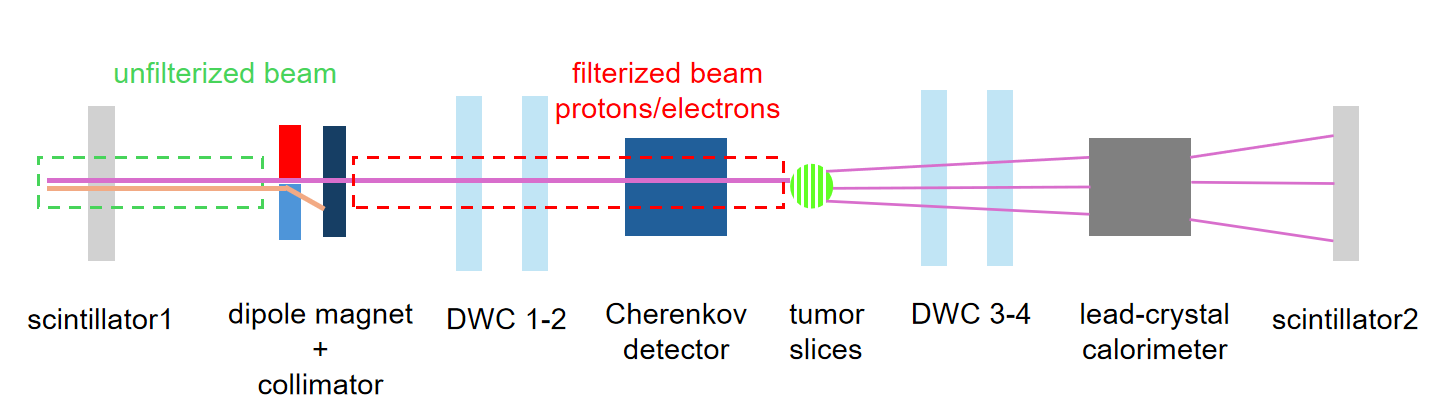 unfilterized beam
filterized beam
protons/electrons
scintillator1
dipole magnet
+
collimator
DWC 1-2
Cherenkov
detector
tumor
slices
DWC 3-4
lead-crystal
calorimeter
scintillator2